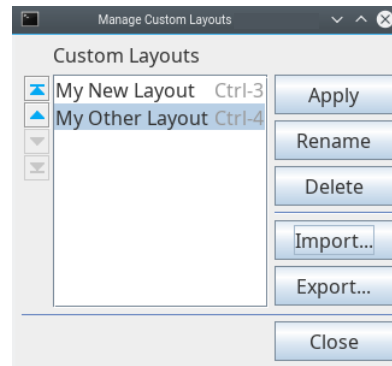 Manage Custom Layouts
Custom Layouts
My New Layout Ctrl-3
My Other Layout Ctrl-4
Apply
Rename
Delete
Import...
Export...
Close